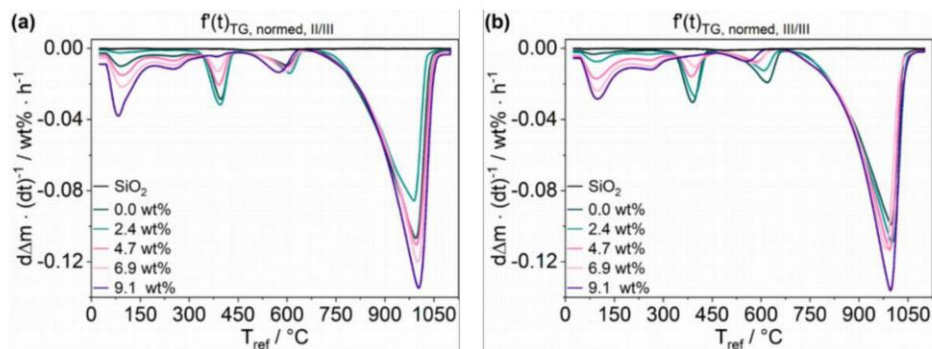 (a) f'(t)TG, normed, II/III
0.00
-0.04
-0.08
-0.12
dΔm · (dt)⁻¹ / wt% · h⁻¹
SiO₂
0.0 wt%
2.4 wt%
4.7 wt%
6.9 wt%
9.1 wt%
0 150 300 450 600 750 900 1050
Tref / °C
(b) f'(t)TG, normed, III/III
0.00
-0.04
-0.08
-0.12
dΔm · (dt)⁻¹ / wt% · h⁻¹
SiO₂
0.0 wt%
2.4 wt%
4.7 wt%
6.9 wt%
9.1 wt%
0 150 300 450 600 750 900 1050
Tref / °C